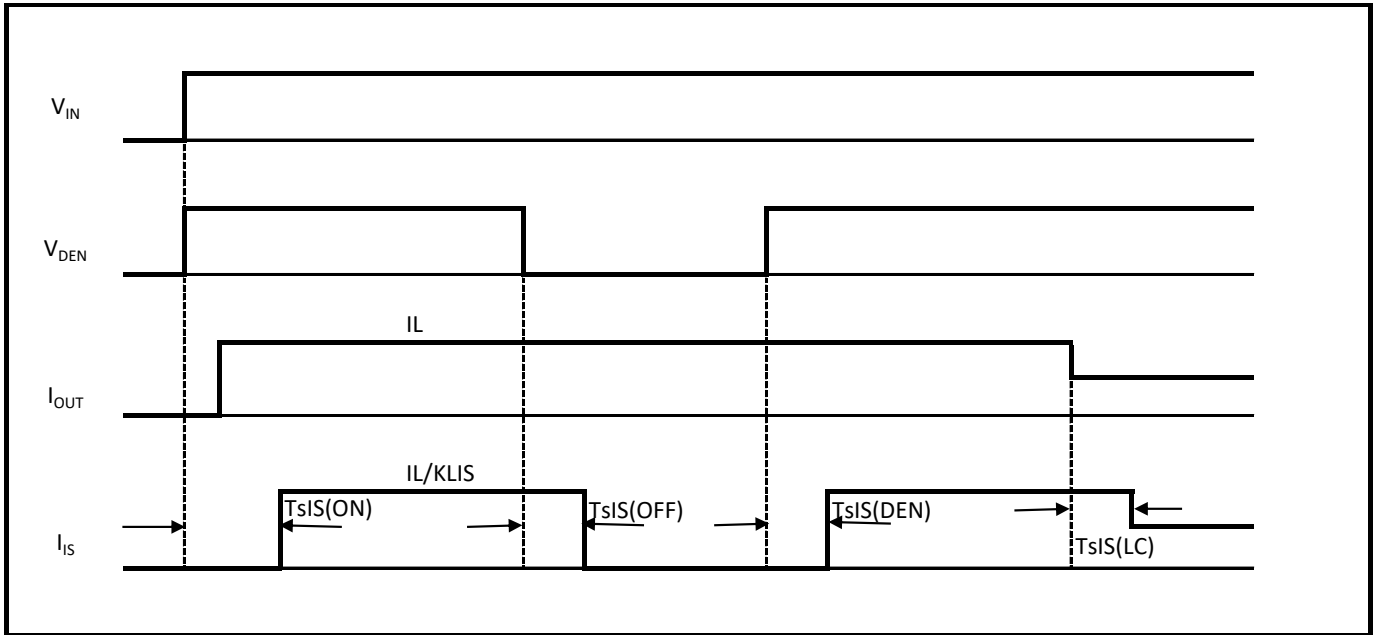 V_IN
V_DEN
IL
I_OUT
IL/KLIS
TsIS(ON)
TsIS(OFF)
TsIS(DEN)
I_IS
TsIS(LC)